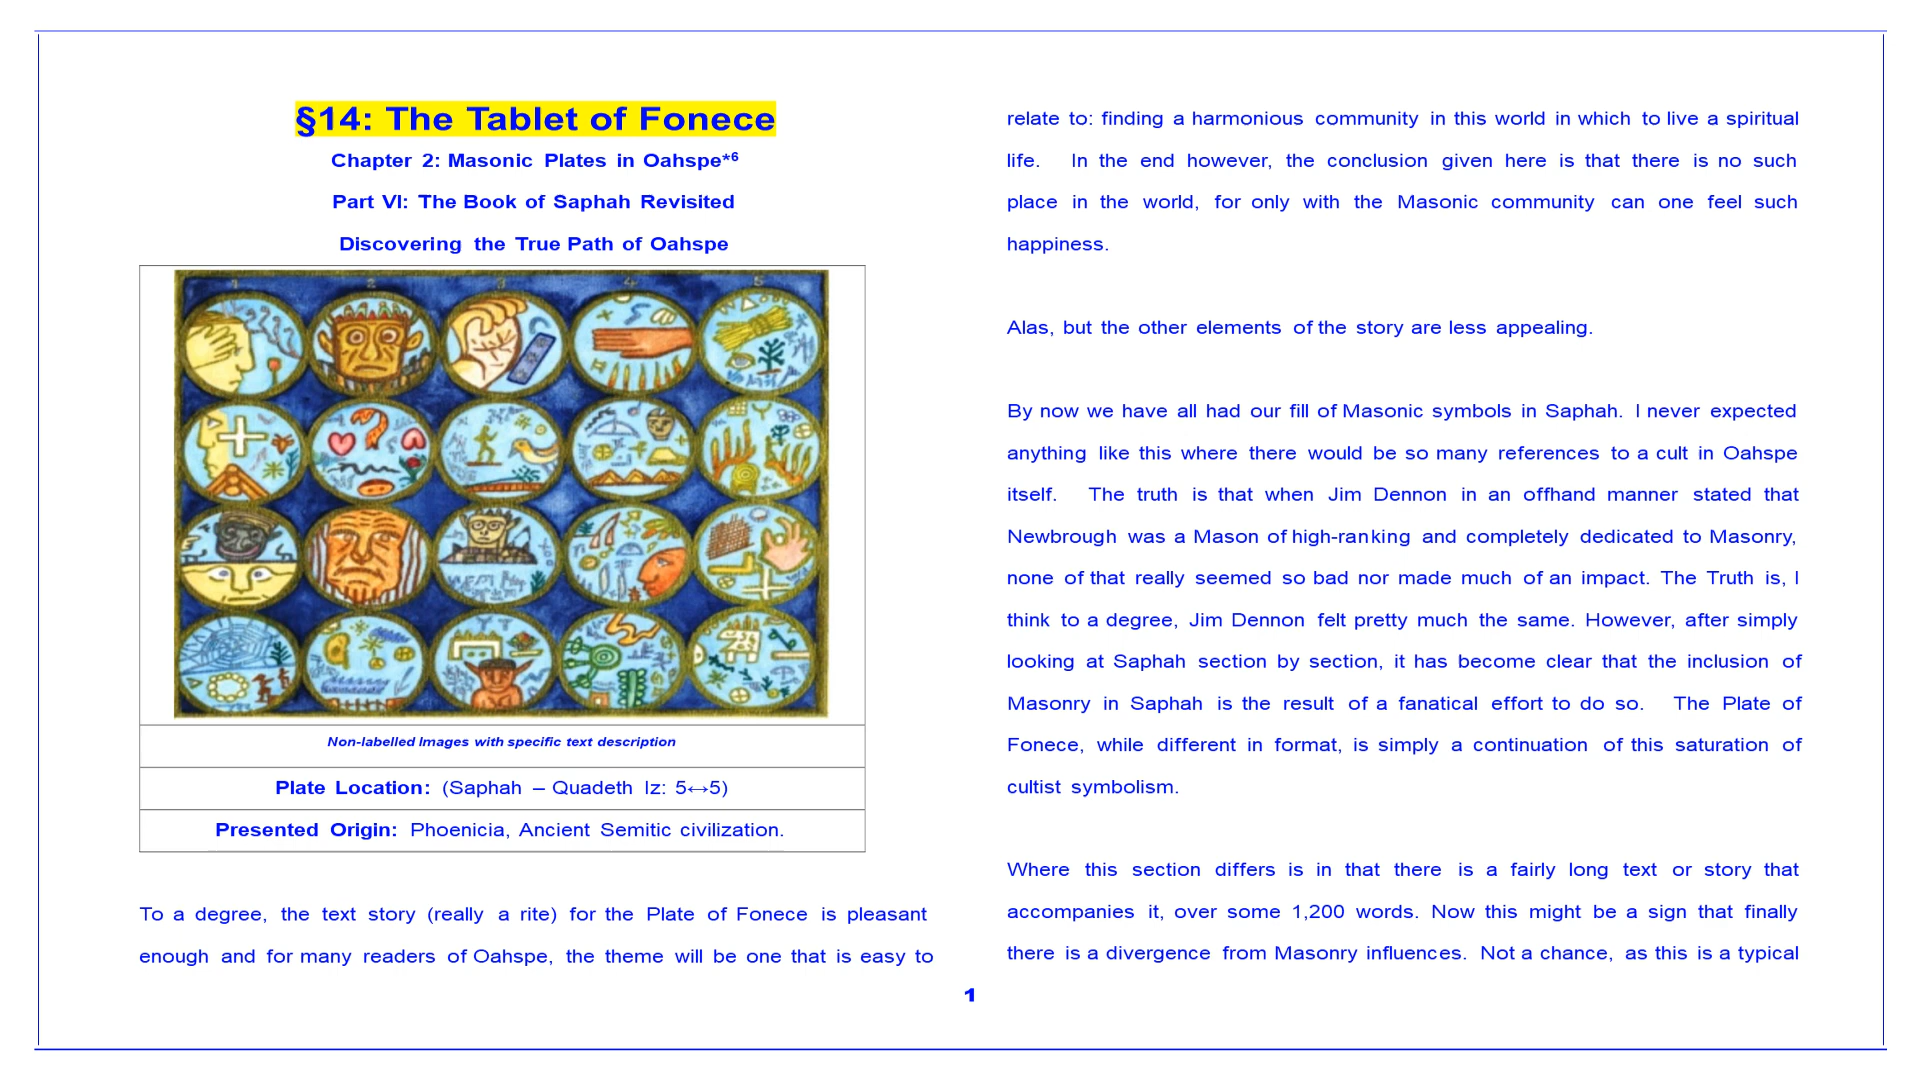 §14: The Tablet of Fonece
Chapter 2: Masonic Plates in Oahspe*⁶
Part VI: The Book of Saphah Revisited
Discovering the True Path of Oahspe
1 2 3 4 5
Non-labelled Images with specific text description
Plate Location: (Saphah – Quadeth Iz: 5↔5)
Presented Origin: Phoenicia, Ancient Semitic civilization.
To a degree, the text story (really a rite) for the Plate of Fonece is pleasant
enough and for many readers of Oahspe, the theme will be one that is easy to
relate to: finding a harmonious community in this world in which to live a spiritual
life. In the end however, the conclusion given here is that there is no such
place in the world, for only with the Masonic community can one feel such
happiness.
Alas, but the other elements of the story are less appealing.
By now we have all had our fill of Masonic symbols in Saphah. I never expected
anything like this where there would be so many references to a cult in Oahspe
itself. The truth is that when Jim Dennon in an offhand manner stated that
Newbrough was a Mason of high-ranking and completely dedicated to Masonry,
none of that really seemed so bad nor made much of an impact. The Truth is, I
think to a degree, Jim Dennon felt pretty much the same. However, after simply
looking at Saphah section by section, it has become clear that the inclusion of
Masonry in Saphah is the result of a fanatical effort to do so. The Plate of
Fonece, while different in format, is simply a continuation of this saturation of
cultist symbolism.
Where this section differs is in that there is a fairly long text or story that
accompanies it, over some 1,200 words. Now this might be a sign that finally
there is a divergence from Masonry influences. Not a chance, as this is a typical
1